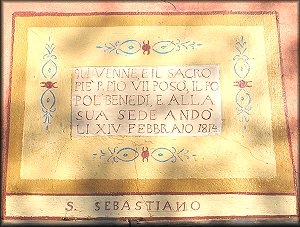 QUI VENNE, E IL SACRO
PIÈ P. PIO VII POSÒ, IL PO
POL' BENEDÌ, E ALLA
SUA SEDE ANDÒ
LI XIV FEBBRAIO 1814
S. SEBASTIANO